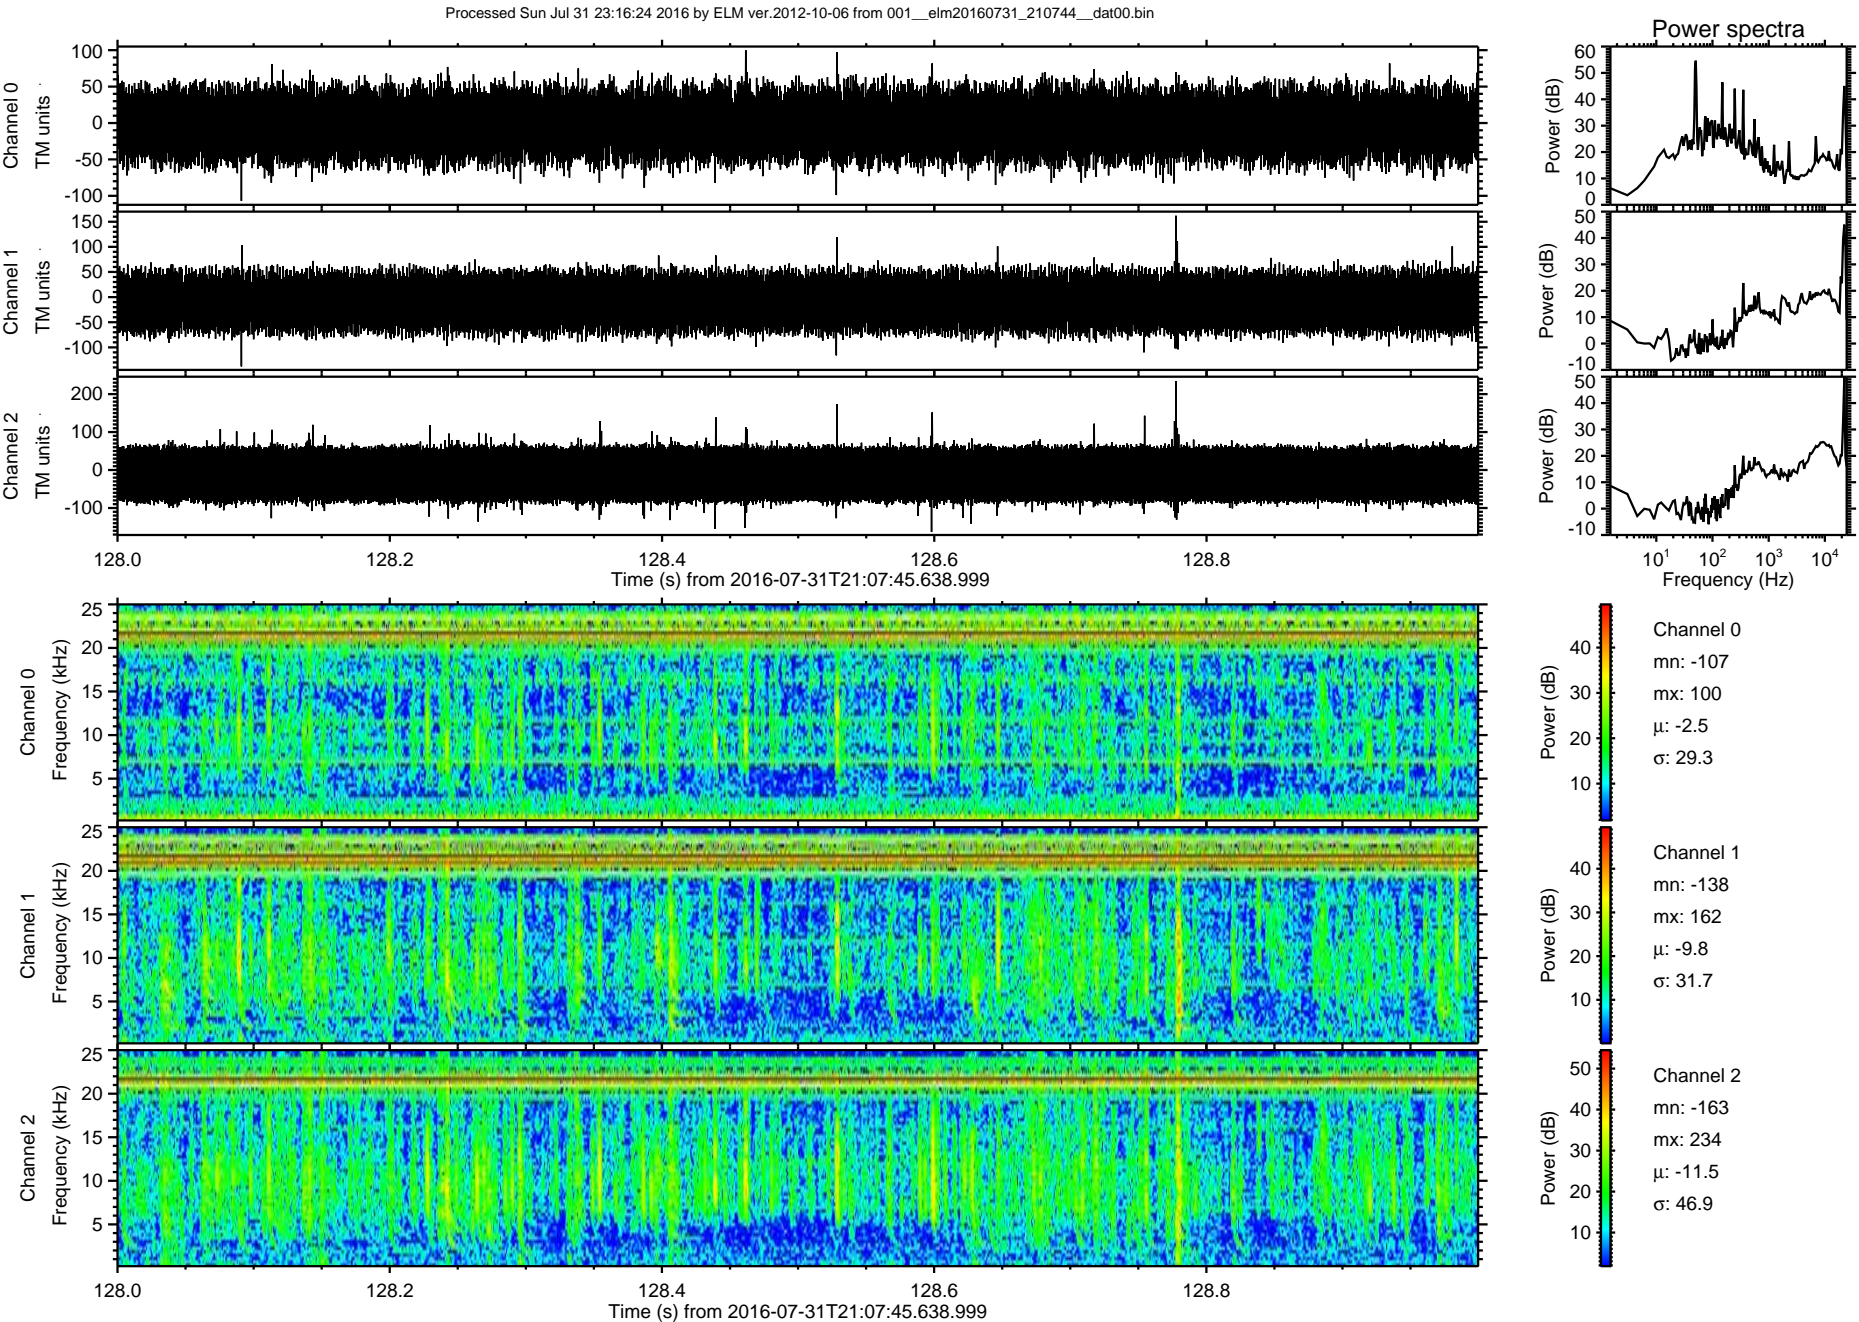 Processed Sun Jul 31 23:16:24 2016 by ELM ver.2012-10-06 from 001__elm20160731_210744__dat00.bin
Power spectra
Channel 0
TM units
100
50
0
-50
-100
Power (dB)
60
50
40
30
20
10
0
Channel 1
TM units
150
100
50
0
-50
-100
Power (dB)
50
40
30
20
10
0
-10
Channel 2
TM units
200
100
0
-100
Power (dB)
50
40
30
20
10
0
-10
128.0 128.2 128.4 128.6 128.8
Time (s) from 2016-07-31T21:07:45.638.999
10¹ 10² 10³ 10⁴
Frequency (Hz)
Channel 0
Frequency (kHz)
25
20
15
10
5
Power (dB)
40
30
20
10
Channel 0
mn: -107
mx: 100
μ: -2.5
σ: 29.3
Channel 1
Frequency (kHz)
25
20
15
10
5
Power (dB)
40
30
20
10
Channel 1
mn: -138
mx: 162
μ: -9.8
σ: 31.7
Channel 2
Frequency (kHz)
25
20
15
10
5
Power (dB)
50
40
30
20
10
Channel 2
mn: -163
mx: 234
μ: -11.5
σ: 46.9
128.0 128.2 128.4 128.6 128.8
Time (s) from 2016-07-31T21:07:45.638.999